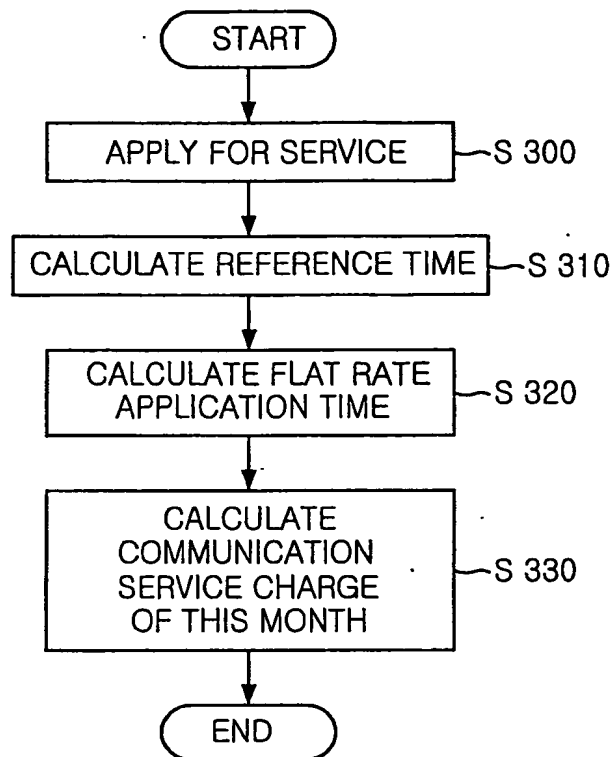 START
APPLY FOR SERVICE
S 300
CALCULATE REFERENCE TIME
S 310
CALCULATE FLAT RATE
APPLICATION TIME
S 320
CALCULATE
COMMUNICATION
SERVICE CHARGE
OF THIS MONTH
S 330
END